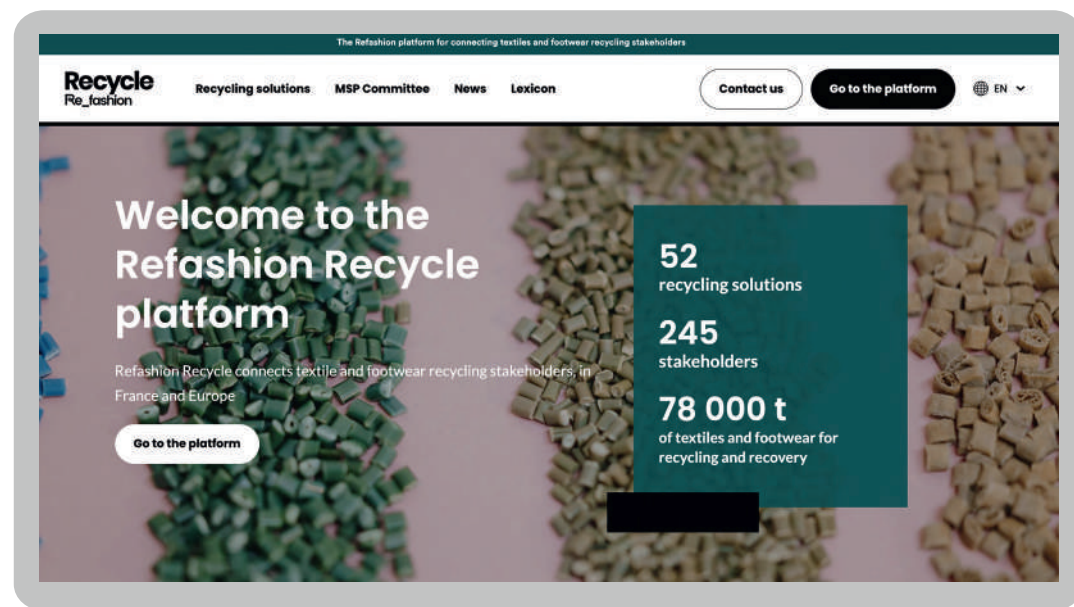 The Refashion platform for connecting textiles and footwear recycling stakeholders
Recycle
Re_fashion
Recycling solutions
MSP Committee
News
Lexicon
Contact us
Go to the platform
EN
Welcome to the
Refashion Recycle
platform
Refashion Recycle connects textile and footwear recycling stakeholders, in
France and Europe
Go to the platform
52
recycling solutions
245
stakeholders
78 000 t
of textiles and footwear for
recycling and recovery